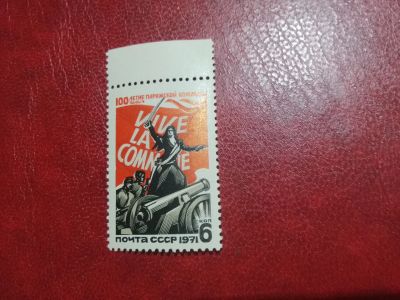 100-ЛЕТИЕ ПАРИЖСКОЙ КОММУНЫ
VIVE
LA
COMMUNE
КОП
ПОЧТА СССР 1971 6